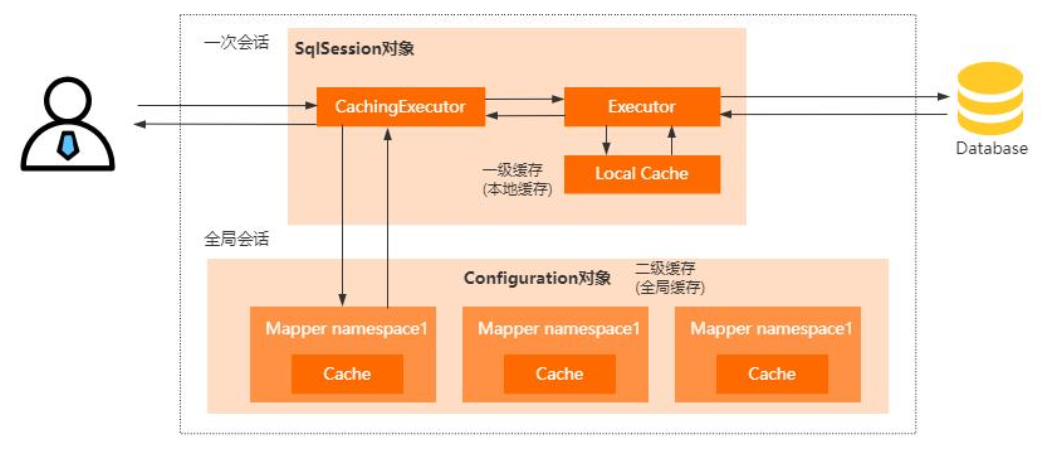 一次会话
SqlSession对象
CachingExecutor
Executor
Database
一级缓存
(本地缓存)
Local Cache
全局会话
Configuration对象
二级缓存
(全局缓存)
Mapper namespace1
Mapper namespace1
Mapper namespace1
Cache
Cache
Cache